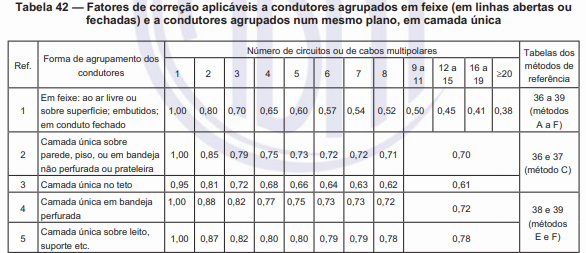 Tabela 42 — Fatores de correção aplicáveis a condutores agrupados em feixe (em linhas abertas ou
fechadas) e a condutores agrupados num mesmo plano, em camada única
Ref.
Forma de agrupamento dos
condutores
Número de circuitos ou de cabos multipolares
Tabelas dos
métodos de
referência
1 2 3 4 5 6 7 8 9 a 11 12 a 15 16 a 19 ≥20
1
Em feixe: ao ar livre ou
sobre superfície; embutidos;
em conduto fechado
1,00 0,80 0,70 0,65 0,60 0,57 0,54 0,52 0,50 0,45 0,41 0,38
36 a 39
(métodos
A a F)
2
Camada única sobre
parede, piso, ou em bandeja
não perfurada ou prateleira
1,00 0,85 0,79 0,75 0,73 0,72 0,72 0,71 0,70
36 e 37
(método C)
3 Camada única no teto 0,95 0,81 0,72 0,68 0,66 0,64 0,63 0,62 0,61
4
Camada única em bandeja
perfurada
1,00 0,88 0,82 0,77 0,75 0,73 0,73 0,72 0,72
38 e 39
(métodos
E e F)
5
Camada única sobre leito,
suporte etc.
1,00 0,87 0,82 0,80 0,80 0,79 0,79 0,78 0,78